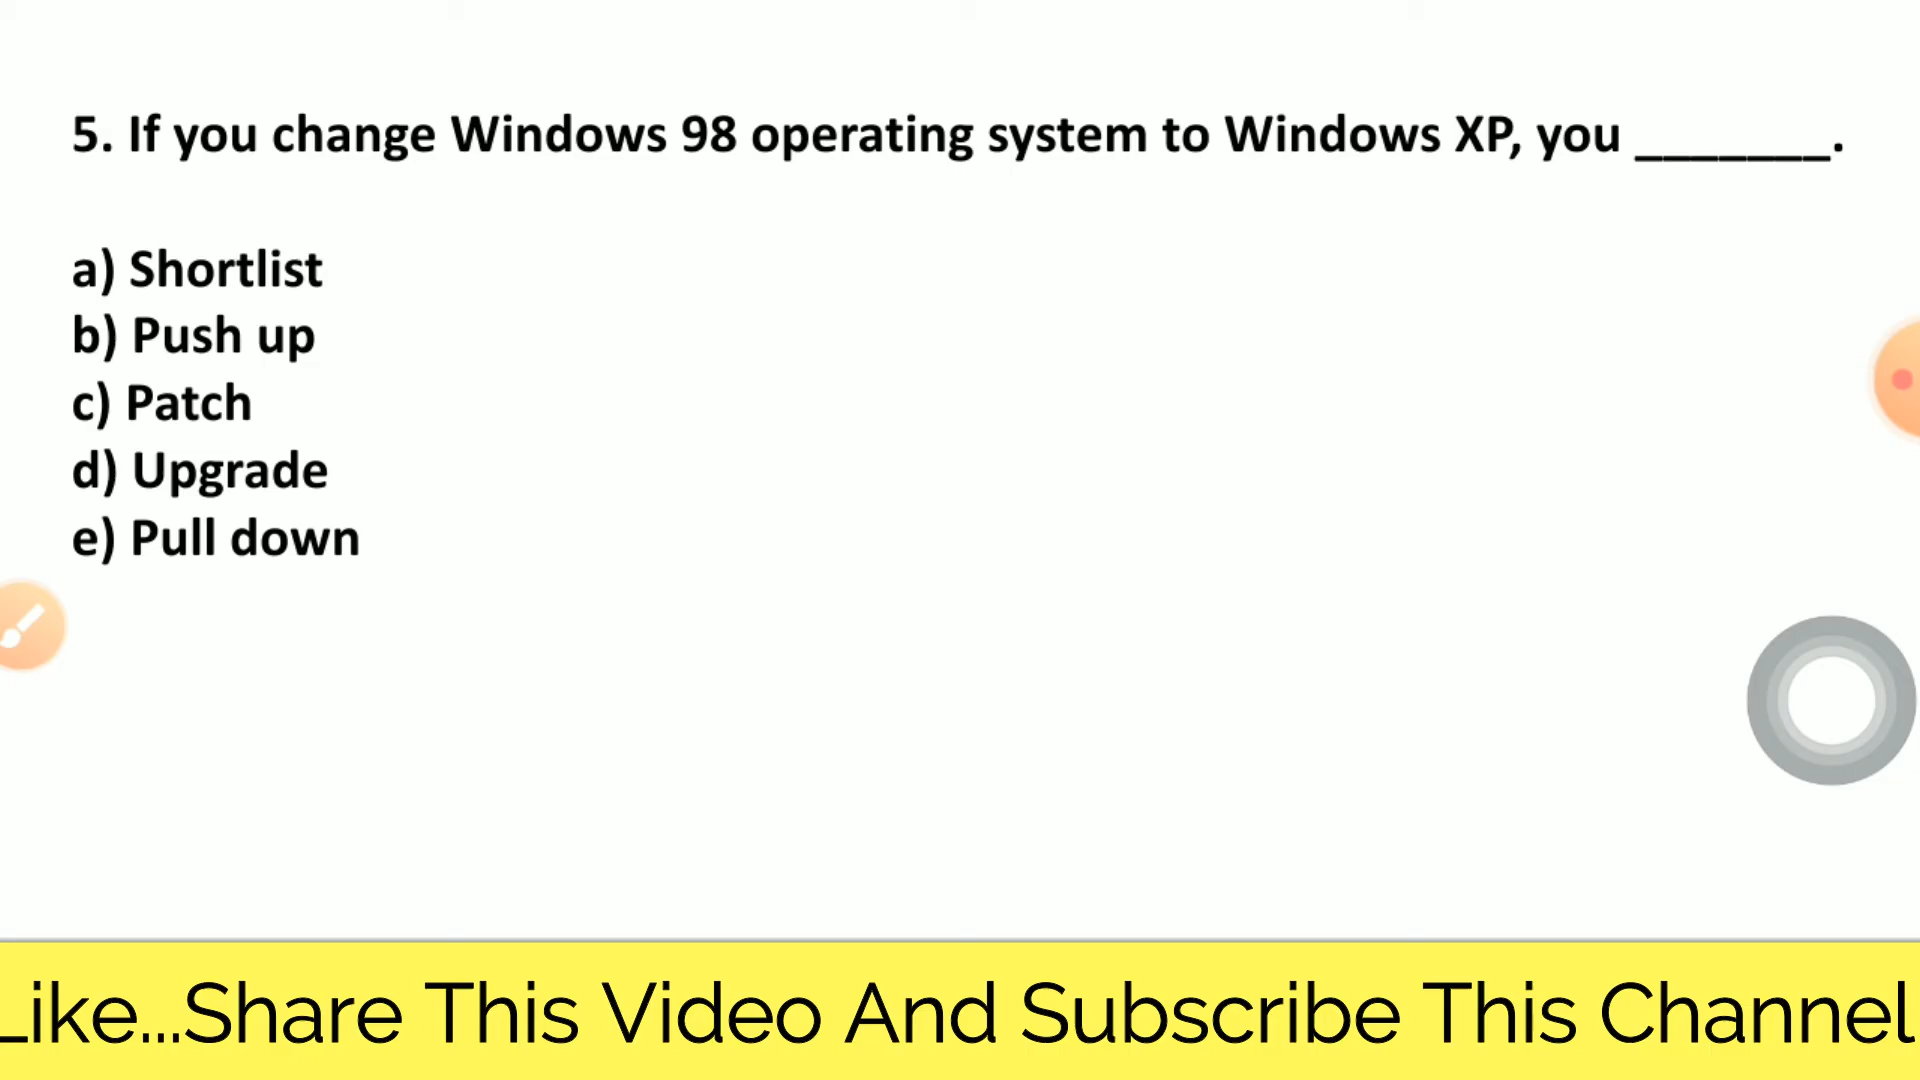 5. If you change Windows 98 operating system to Windows XP, you _______.
a) Shortlist
b) Push up
c) Patch
d) Upgrade
e) Pull down
Like...Share This Video And Subscribe This Channel